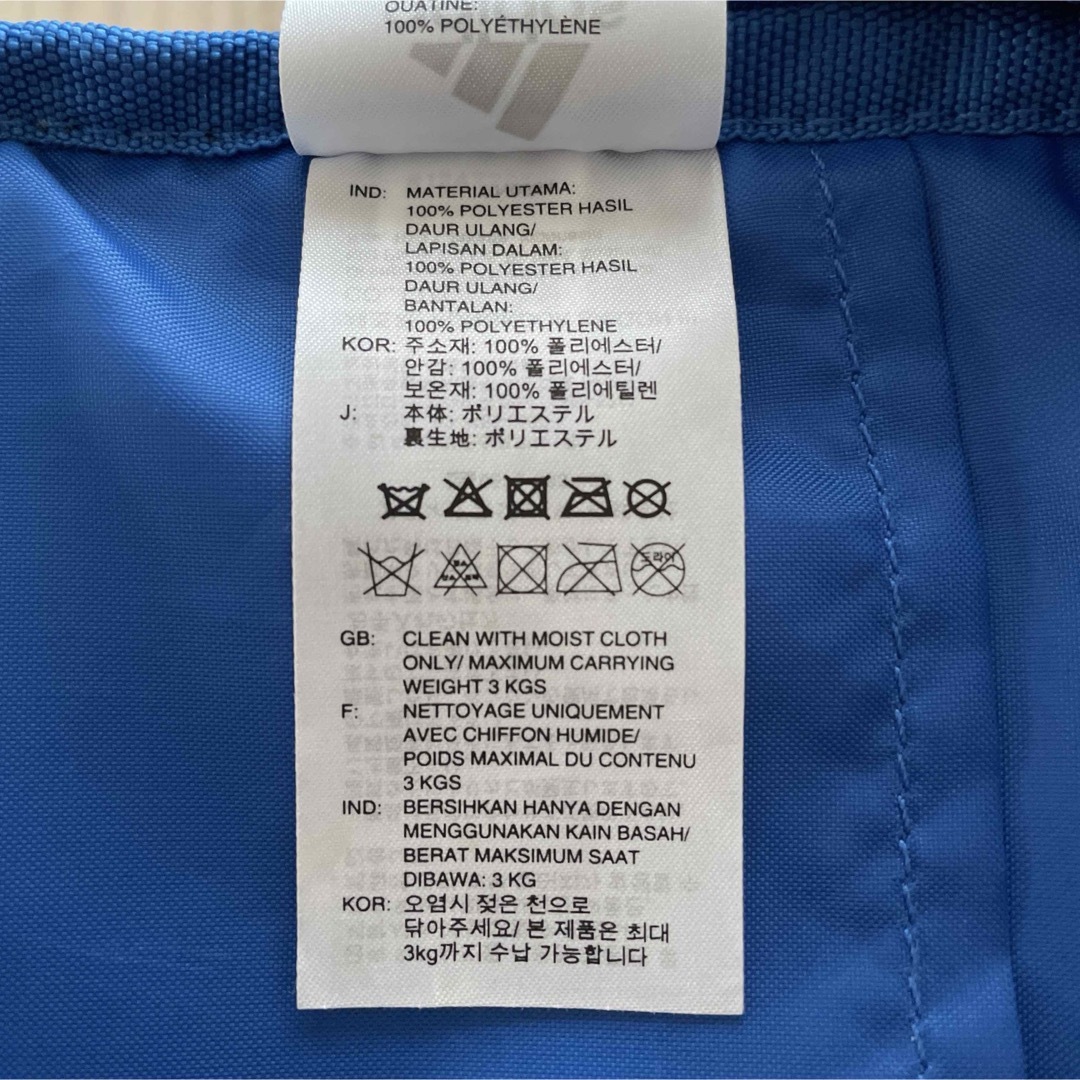 OUATINE:
100% POLYÉTHYLÈNE
IND: MATERIAL UTAMA:
100% POLYESTER HASIL
DAUR ULANG/
LAPISAN DALAM:
100% POLYESTER HASIL
DAUR ULANG/
BANTALAN:
100% POLYETHYLENE
KOR: 주소재: 100% 폴리에스터/
안감: 100% 폴리에스터/
보온재: 100% 폴리에틸렌
J: 本体: ポリエステル
裏生地: ポリエステル
드라이
GB: CLEAN WITH MOIST CLOTH
ONLY/ MAXIMUM CARRYING
WEIGHT 3 KGS
F: NETTOYAGE UNIQUEMENT
AVEC CHIFFON HUMIDE/
POIDS MAXIMAL DU CONTENU
3 KGS
IND: BERSIHKAN HANYA DENGAN
MENGGUNAKAN KAIN BASAH/
BERAT MAKSIMUM SAAT
DIBAWA: 3 KG
KOR: 오염시 젖은 천으로
닦아주세요/ 본 제품은 최대
3kg까지 수납 가능합니다